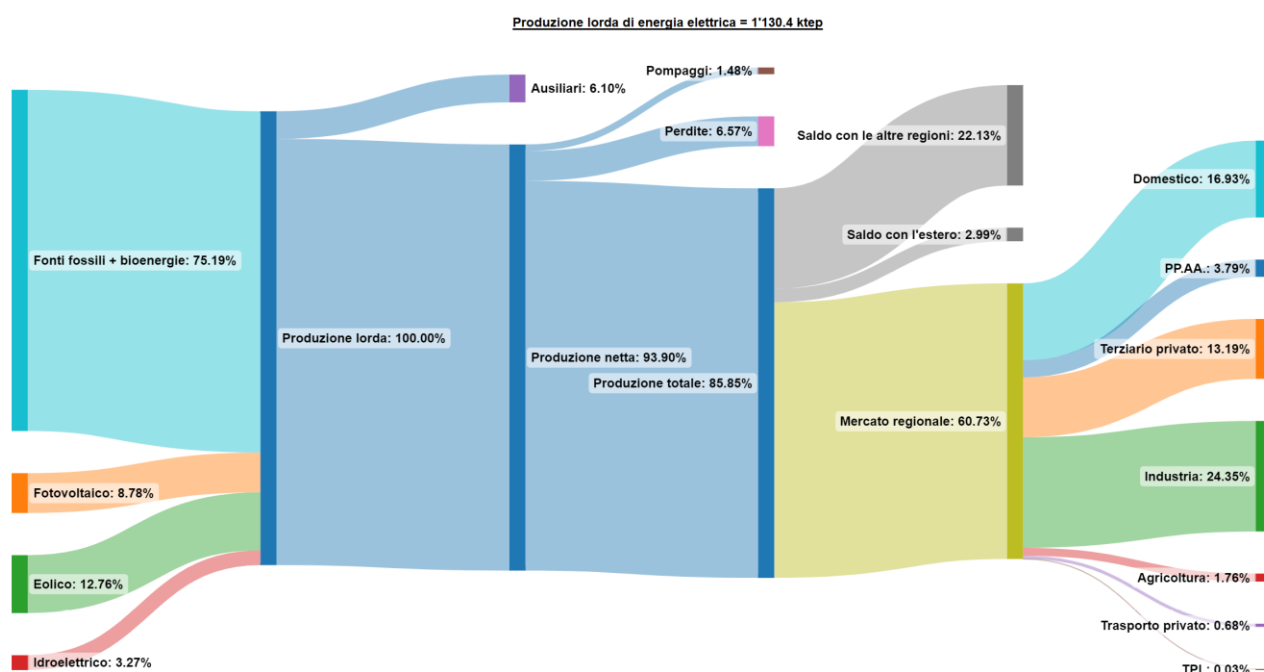 Produzione lorda di energia elettrica = 1'130.4 ktep
Pompaggi: 1.48%
Ausiliari: 6.10%
Perdite: 6.57%
Saldo con le altre regioni: 22.13%
Domestico: 16.93%
Saldo con l'estero: 2.99%
Fonti fossili + bioenergie: 75.19%
PP.AA.: 3.79%
Produzione lorda: 100.00%
Terziario privato: 13.19%
Produzione netta: 93.90%
Produzione totale: 85.85%
Mercato regionale: 60.73%
Industria: 24.35%
Fotovoltaico: 8.78%
Agricoltura: 1.76%
Eolico: 12.76%
Trasporto privato: 0.68%
Idroelettrico: 3.27%
TPL: 0.03%